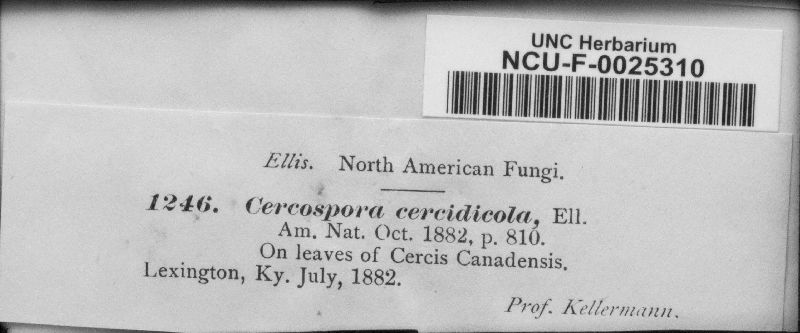 UNC Herbarium
NCU-F-0025310
Ellis. North American Fungi.
1246. Cercospora cercidicola, Ell.
Am. Nat. Oct. 1882, p. 810.
On leaves of Cercis Canadensis.
Lexington, Ky. July, 1882.
Prof. Kellermann.